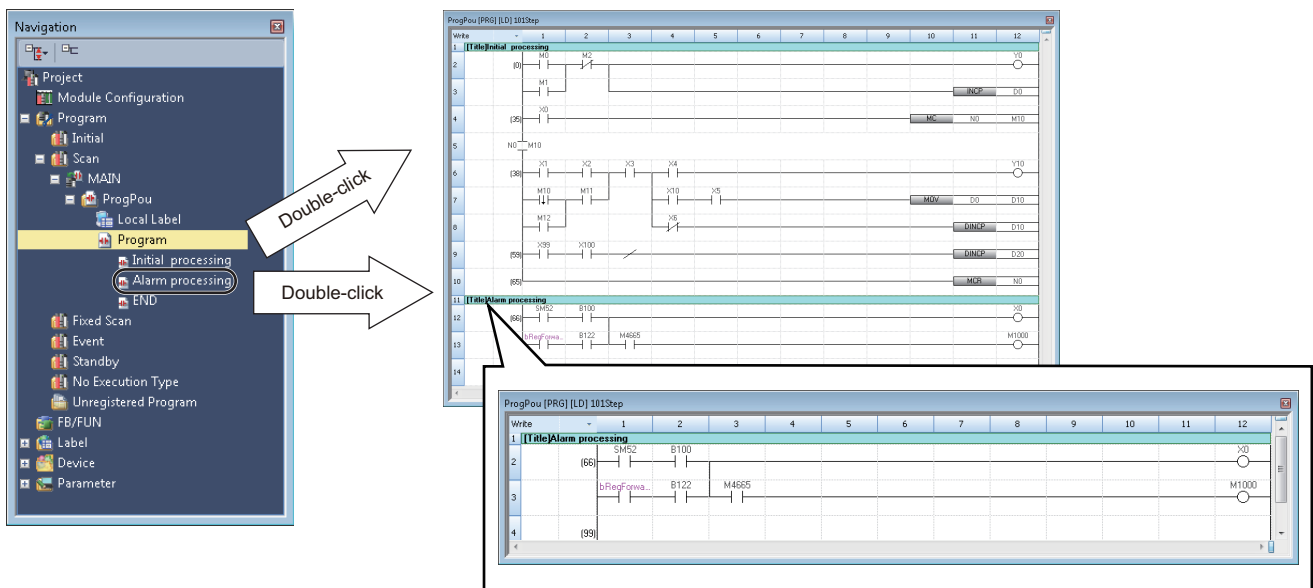 Navigation
Project
Module Configuration
Program
Initial
Scan
MAIN
ProgPou
Local Label
Program
Initial processing
Alarm processing
END
Fixed Scan
Event
Standby
No Execution Type
Unregistered Program
FB/FUN
Label
Device
Parameter
Double-click
Double-click
ProgPou [PRG] [LD] 101Step
Write 1 2 3 4 5 6 7 8 9 10 11 12
1 [Title]Initial processing
M0 M2 Y0
2 (0)
M1
3 INCP D0
X0
4 (35) MC N0 M10
5 N0 M10
X1 X2 X3 X4 Y10
6 (38)
M10 M11 X10 X5
7 MOV D0 D10
M12 X6
8 DINCP D10
X99 X100
9 (59) DINCP D20
10 (65) MCR N0
11 [Title]Alarm processing
SM52 B100 X0
12 (66)
bRegForwa... B122 M4665 M1000
13
14
ProgPou [PRG] [LD] 101Step
Write 1 2 3 4 5 6 7 8 9 10 11 12
1 [Title]Alarm processing
SM52 B100 X0
2 (66)
bRegForwa... B122 M4665 M1000
3
4 (99)